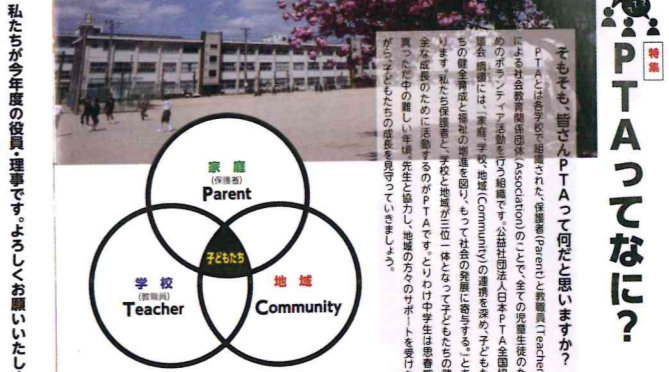 特集
PTAってなに?
そもそも、皆さんPTAって何だと思いますか?
PTAとは各学校で組織された、保護者(Parent)と教職員(Teacher
による社会教育関係団体(Association)のことで、全ての児童生徒のた
めのボランティア活動を行う組織です。公益社団法人日本PTA全国協
議会 綱領には、「家庭、学校、地域(Community)の連携を深め、子どもた
ちの健全育成と福祉の増進を図り、もって社会の発展に寄与する。」とあ
ります。私たち保護者と、学校と地域が三位一体となって子どもたちの健
全な成長のために活動するのがPTAです。とりわけ中学生は思春期
真っただ中の難しい年頃。先生と協力し、地域の方々のサポートを受けな
がら、子どもたちの成長を見守っていきましょう。
家庭
(保護者)
Parent
子どもたち
学校
(教職員)
Teacher
地域
Community
私たちが今年度の役員・理事です。よろしくお願いいたし